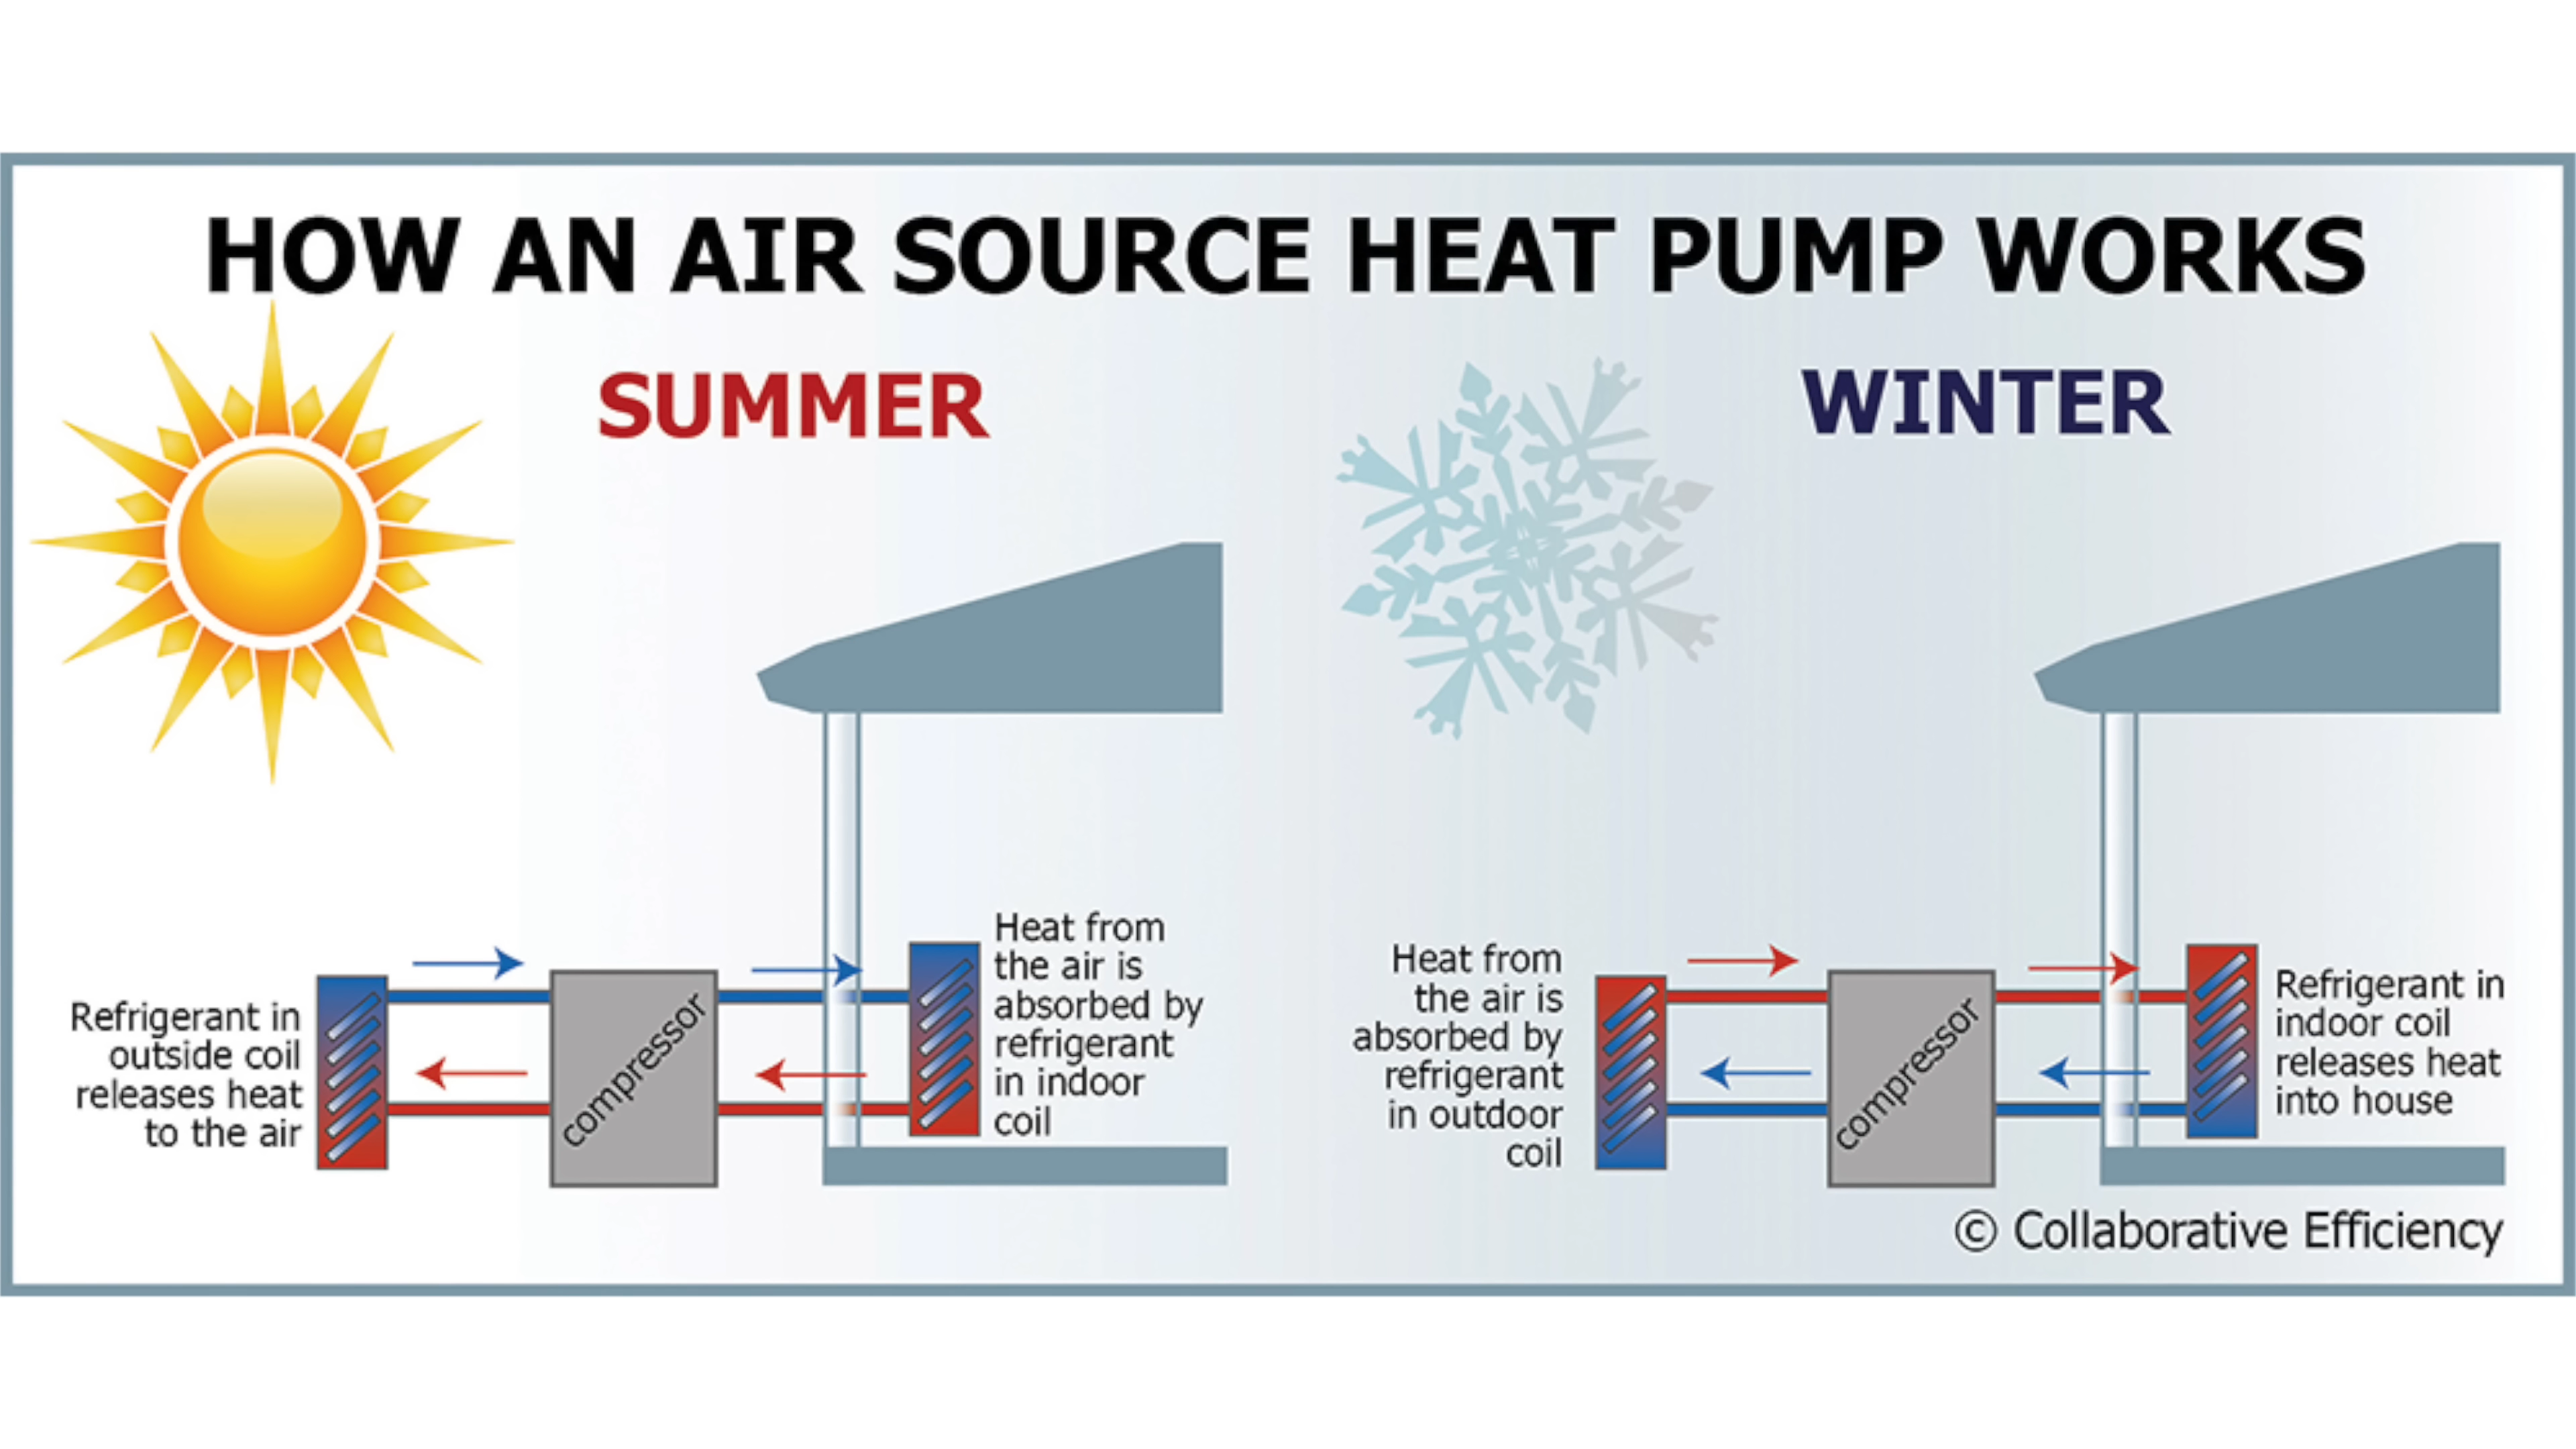 HOW AN AIR SOURCE HEAT PUMP WORKS
SUMMER
Refrigerant in
outside coil
releases heat
to the air
compressor
Heat from
the air is
absorbed by
refrigerant
in indoor
coil
WINTER
Heat from
the air is
absorbed by
refrigerant
in outdoor
coil
compressor
Refrigerant in
indoor coil
releases heat
into house
© Collaborative Efficiency